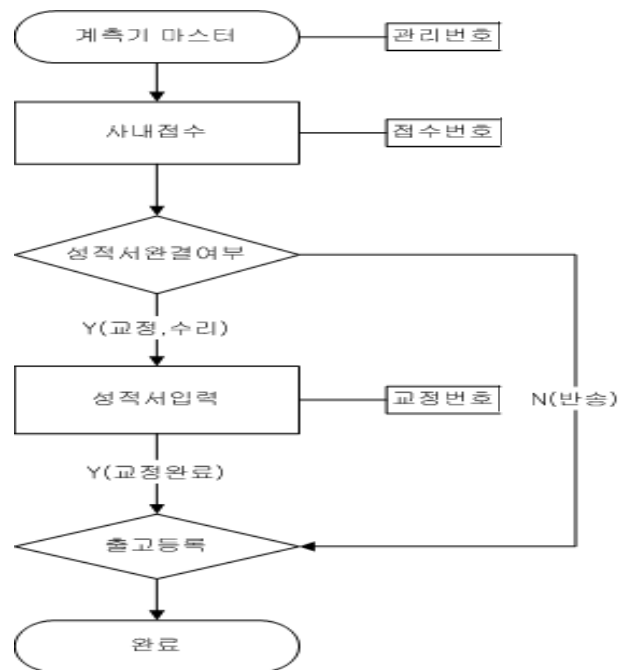 계측기 마스터
관리번호
사내접수
접수번호
성적서완결여부
Y(교정,수리)
성적서입력
교정번호
N(반송)
Y(교정완료)
출고등록
완료